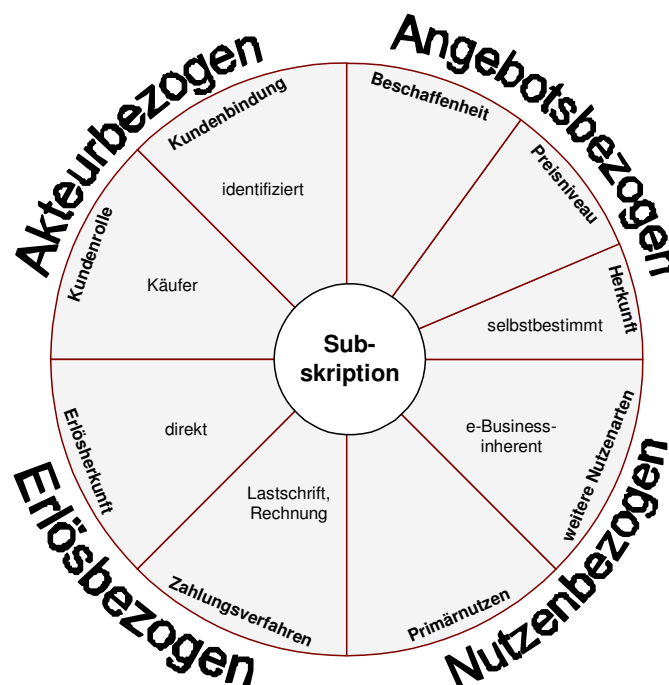 Akteurbezogen
Angebotsbezogen
Kundenbindung
Beschaffenheit
Preisniveau
identifiziert
Kundenrolle
Herkunft
Käufer
selbstbestimmt
Sub-
skription
direkt
e-Business-
inherent
Erlösherkunft
weitere Nutzenarten
Lastschrift,
Rechnung
Zahlungsverfahren
Primärnutzen
Erlösbezogen
Nutzenbezogen